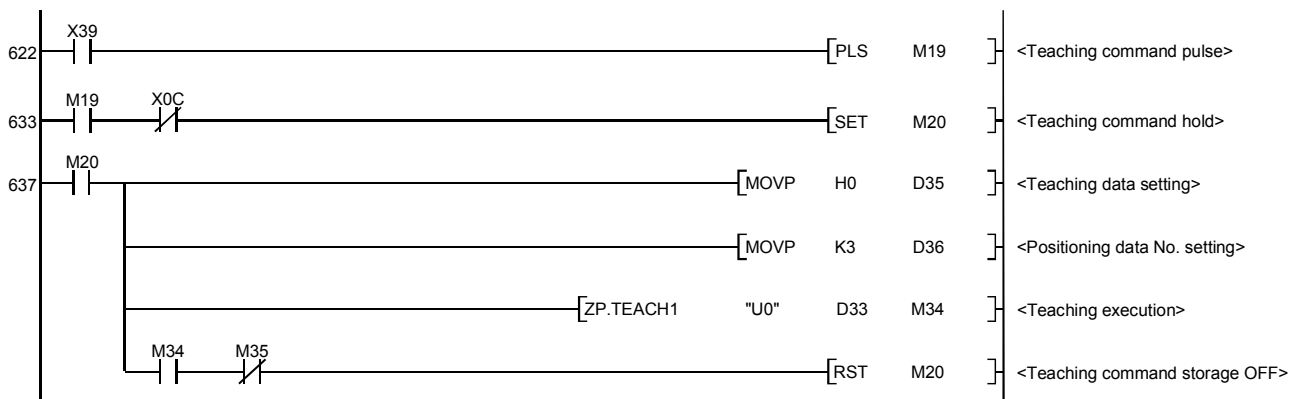 X39
622 PLS M19 <Teaching command pulse>
M19 X0C
633 SET M20 <Teaching command hold>
M20
637 MOVP H0 D35 <Teaching data setting>
MOVP K3 D36 <Positioning data No. setting>
ZP.TEACH1 "U0" D33 M34 <Teaching execution>
M34 M35
RST M20 <Teaching command storage OFF>